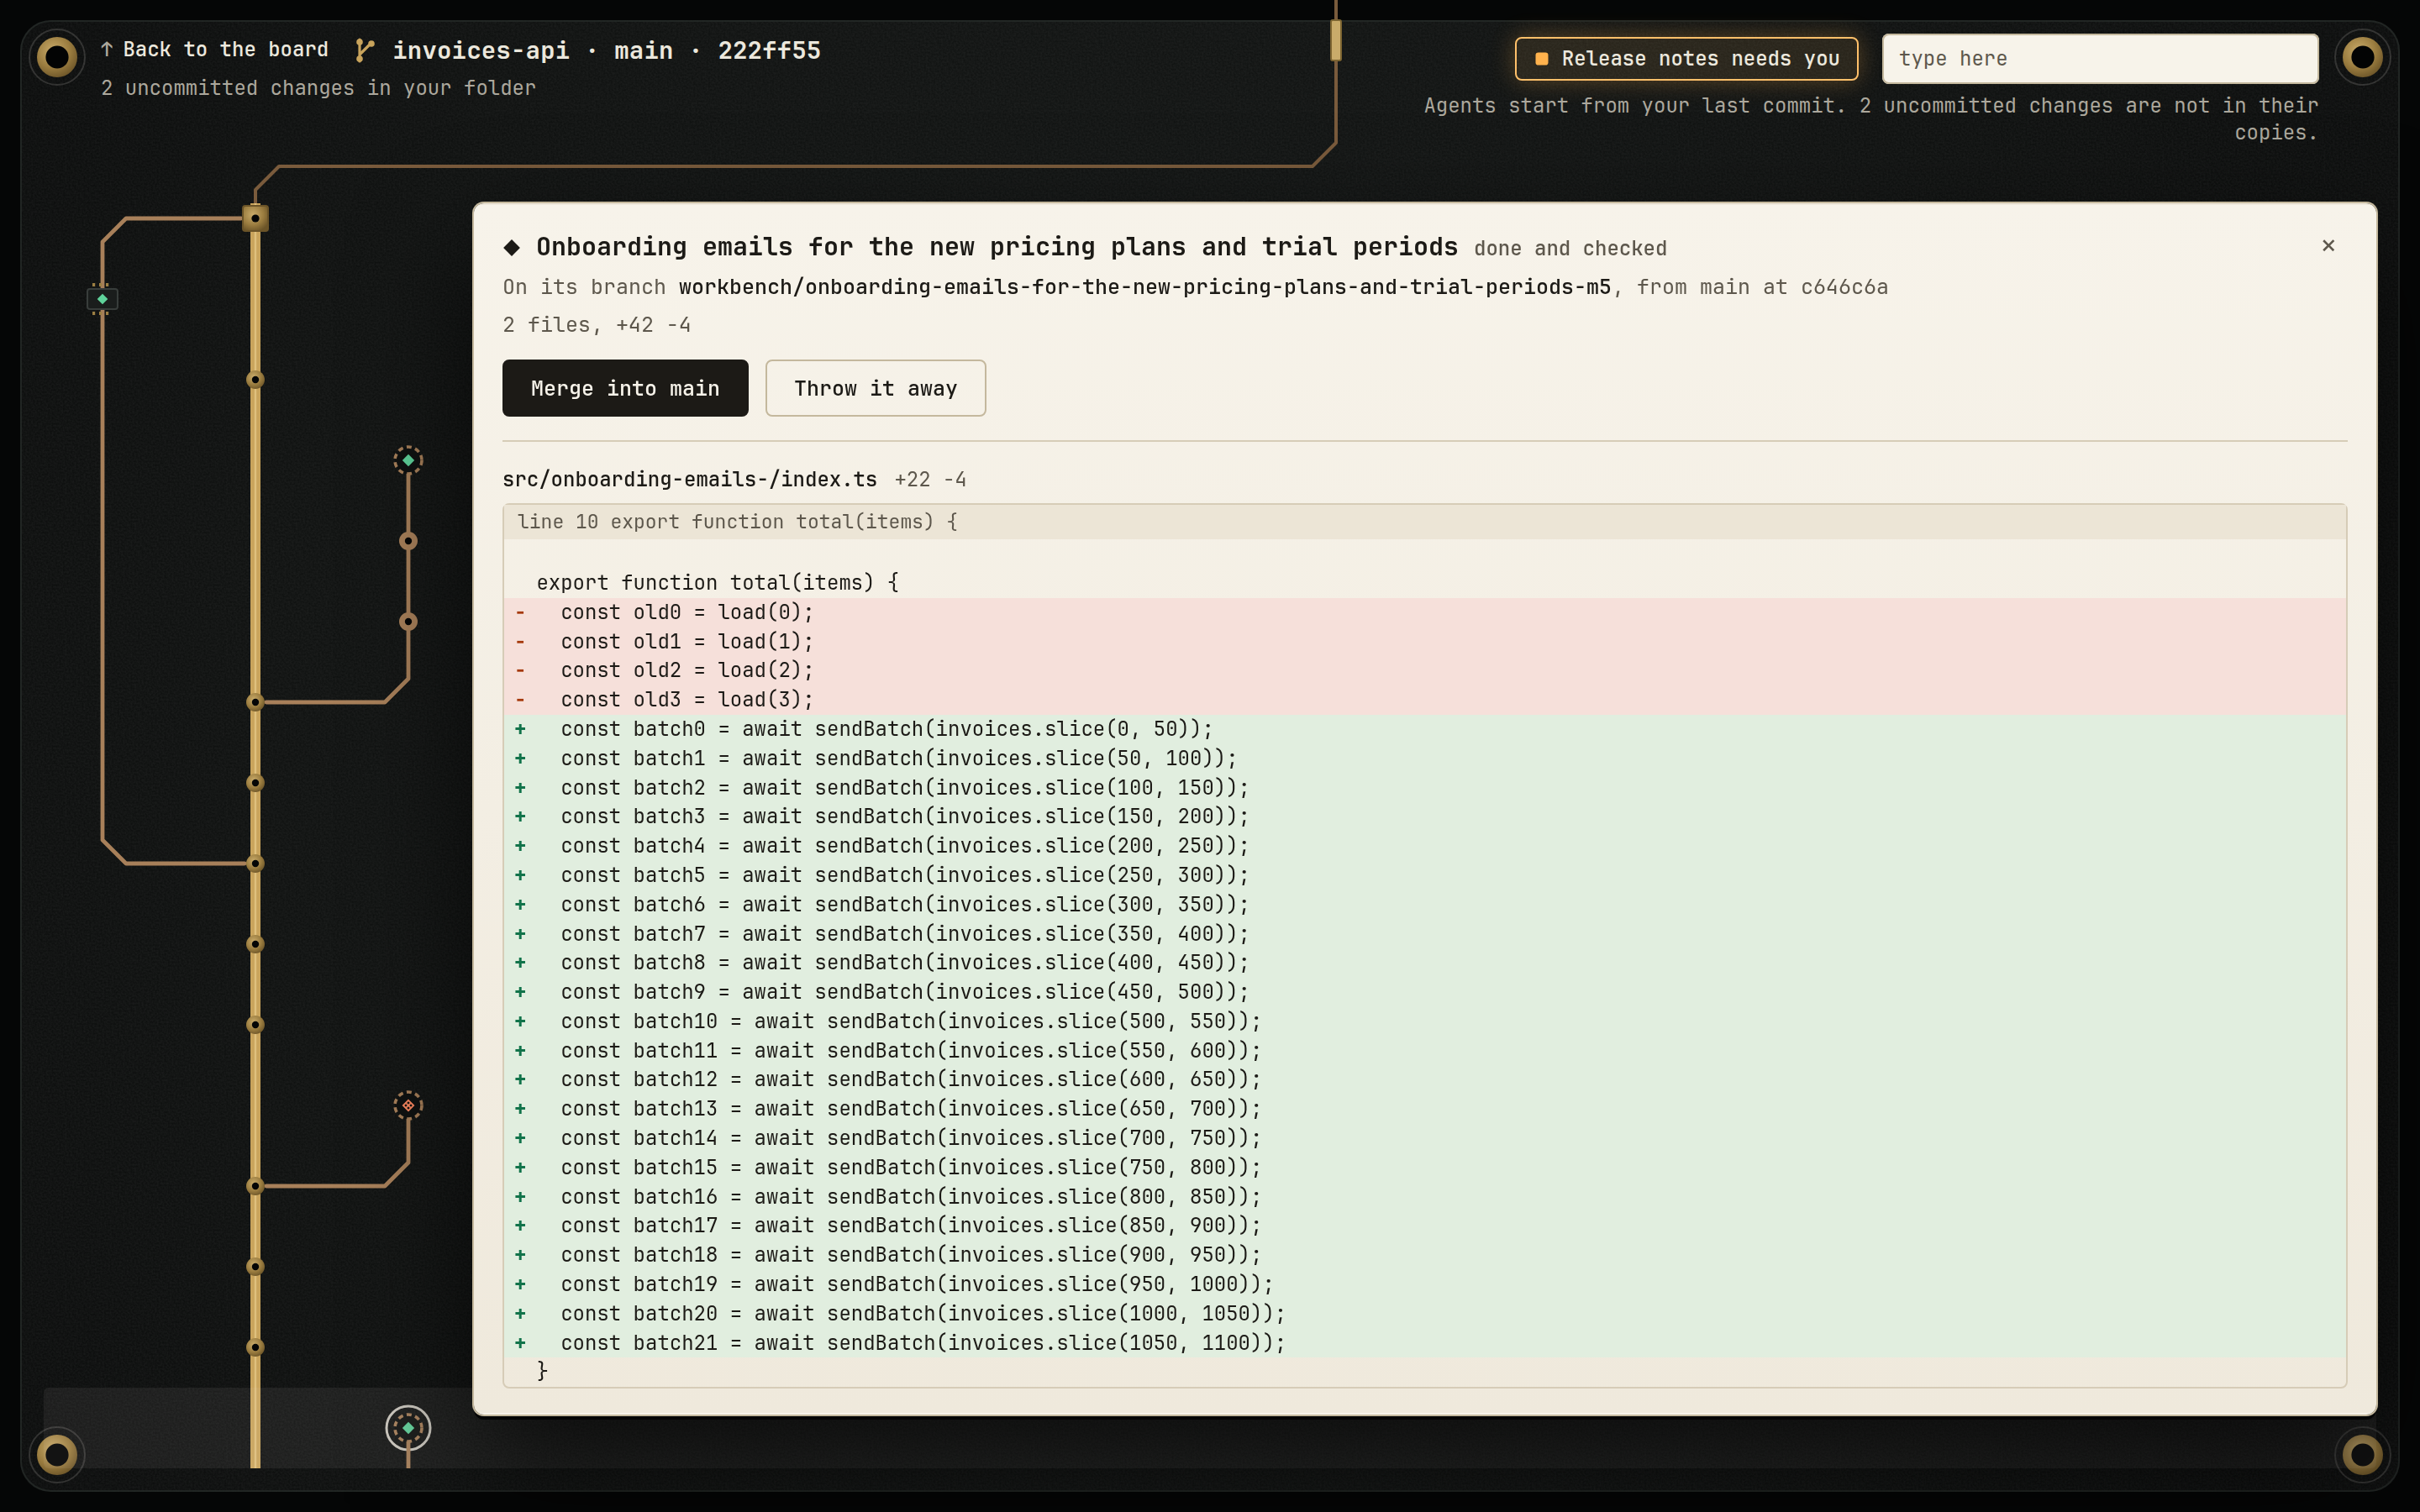 ↑ Back to the board
invoices-api · main · 222ff55
2 uncommitted changes in your folder
Release notes needs you
type here
Agents start from your last commit. 2 uncommitted changes are not in their
copies.
◆ Onboarding emails for the new pricing plans and trial periods done and checked
×
On its branch workbench/onboarding-emails-for-the-new-pricing-plans-and-trial-periods-m5, from main at c646c6a
2 files, +42 -4
Merge into main
Throw it away
src/onboarding-emails-/index.ts +22 -4
line 10 export function total(items) {
export function total(items) {
-   const old0 = load(0);
-   const old1 = load(1);
-   const old2 = load(2);
-   const old3 = load(3);
+   const batch0 = await sendBatch(invoices.slice(0, 50));
+   const batch1 = await sendBatch(invoices.slice(50, 100));
+   const batch2 = await sendBatch(invoices.slice(100, 150));
+   const batch3 = await sendBatch(invoices.slice(150, 200));
+   const batch4 = await sendBatch(invoices.slice(200, 250));
+   const batch5 = await sendBatch(invoices.slice(250, 300));
+   const batch6 = await sendBatch(invoices.slice(300, 350));
+   const batch7 = await sendBatch(invoices.slice(350, 400));
+   const batch8 = await sendBatch(invoices.slice(400, 450));
+   const batch9 = await sendBatch(invoices.slice(450, 500));
+   const batch10 = await sendBatch(invoices.slice(500, 550));
+   const batch11 = await sendBatch(invoices.slice(550, 600));
+   const batch12 = await sendBatch(invoices.slice(600, 650));
+   const batch13 = await sendBatch(invoices.slice(650, 700));
+   const batch14 = await sendBatch(invoices.slice(700, 750));
+   const batch15 = await sendBatch(invoices.slice(750, 800));
+   const batch16 = await sendBatch(invoices.slice(800, 850));
+   const batch17 = await sendBatch(invoices.slice(850, 900));
+   const batch18 = await sendBatch(invoices.slice(900, 950));
+   const batch19 = await sendBatch(invoices.slice(950, 1000));
+   const batch20 = await sendBatch(invoices.slice(1000, 1050));
+   const batch21 = await sendBatch(invoices.slice(1050, 1100));
}